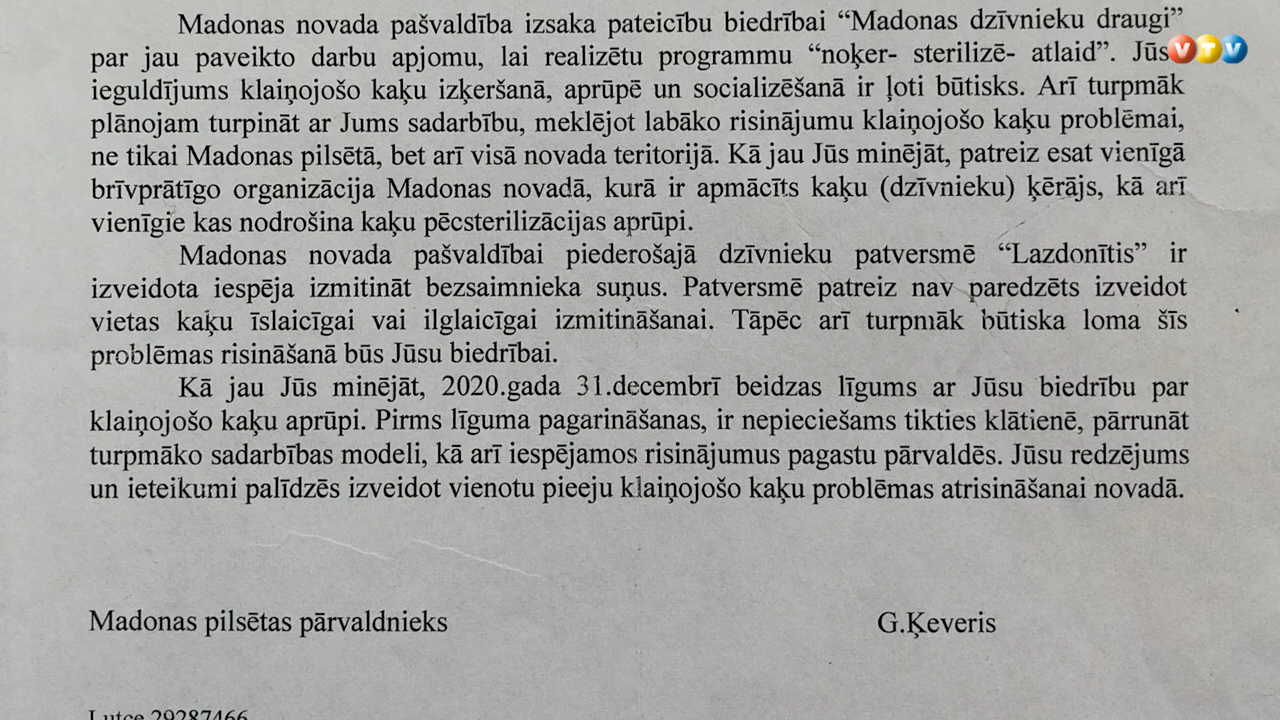 Madonas novada pašvaldība izsaka pateicību biedrībai “Madonas dzīvnieku draugi”
par jau paveikto darbu apjomu, lai realizētu programmu “noķer- sterilizē- atlaid”. Jūs
VTV
ieguldījums klaiņojošo kaķu izķeršanā, aprūpē un socializēšanā ir ļoti būtisks. Arī turpmāk
plānojam turpināt ar Jums sadarbību, meklējot labāko risinājumu klaiņojošo kaķu problēmai,
ne tikai Madonas pilsētā, bet arī visā novada teritorijā. Kā jau Jūs minējāt, patreiz esat vienīgā
brīvprātīgo organizācija Madonas novadā, kurā ir apmācīts kaķu (dzīvnieku) ķērājs, kā arī
vienīgie kas nodrošina kaķu pēcsterilizācijas aprūpi.
Madonas novada pašvaldībai piederošajā dzīvnieku patversmē “Lazdonītis” ir
izveidota iespēja izmitināt bezsaimnieka suņus. Patversmē patreiz nav paredzēts izveidot
vietas kaķu īslaicīgai vai ilglaicīgai izmitināšanai. Tāpēc arī turpmāk būtiska loma šīs
problēmas risināšanā būs Jūsu biedrībai.
Kā jau Jūs minējāt, 2020.gada 31.decembrī beidzas līgums ar Jūsu biedrību par
klaiņojošo kaķu aprūpi. Pirms līguma pagarināšanas, ir nepieciešams tikties klātienē, pārrunāt
turpmāko sadarbības modeli, kā arī iespējamos risinājumus pagastu pārvaldēs. Jūsu redzējums
un ieteikumi palīdzēs izveidot vienotu pieeju klaiņojošo kaķu problēmas atrisināšanai novadā.
Madonas pilsētas pārvaldnieks G.Ķeveris
Lutce 29287466